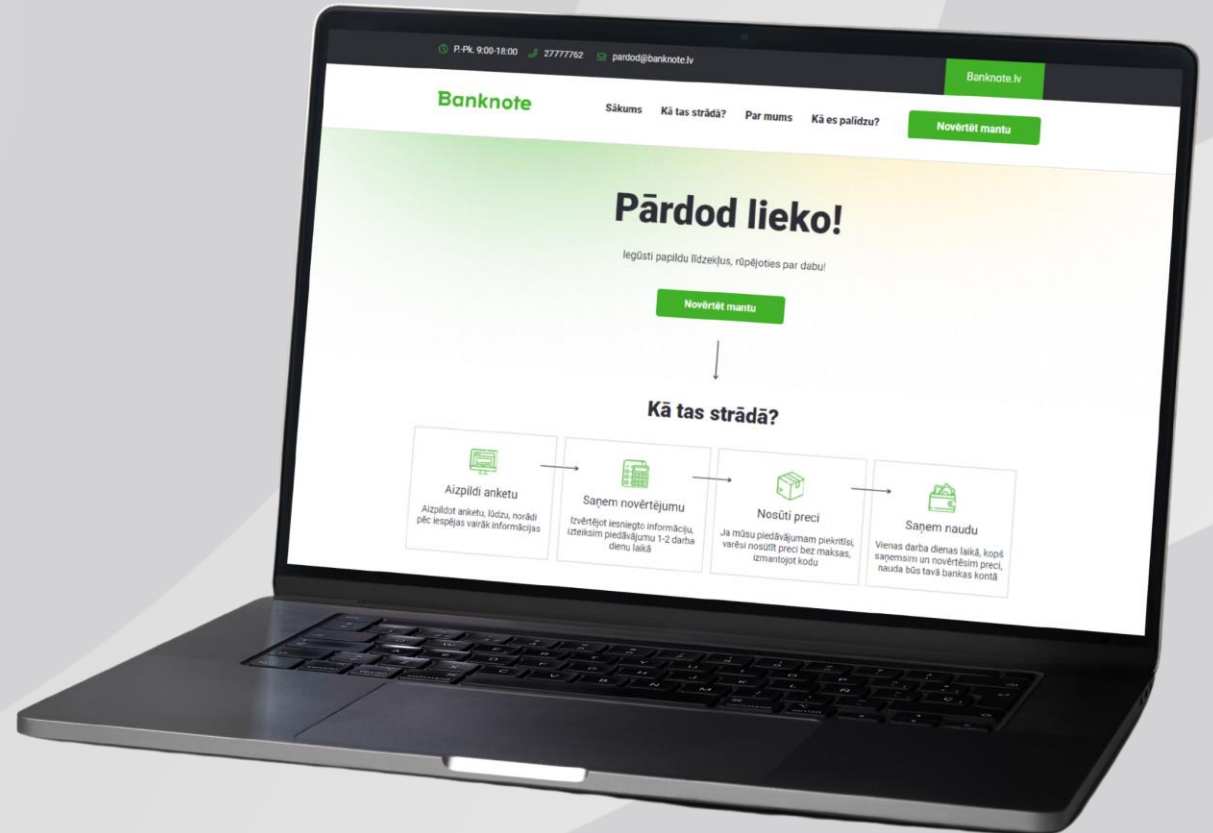 P.-Pk. 9:00-18:00 27777762 pardod@banknote.lv Banknote.lv
Banknote Sākums Kā tas strādā? Par mums Kā es palīdzu? Novērtēt mantu
Pārdod lieko!
Iegūsti papildu līdzekļus, rūpējoties par dabu!
Novērtēt mantu
Kā tas strādā?
Aizpildi anketu
Aizpildot anketu, lūdzu, norādi
pēc iespējas vairāk informācijas
Saņem novērtējumu
Izvērtējot iesniegto informāciju,
izteiksim piedāvājumu 1-2 darba
dienu laikā
Nosūti preci
Ja mūsu piedāvājumam piekritīsi,
varēsi nosūtīt preci bez maksas,
izmantojot kodu
Saņem naudu
Vienas darba dienas laikā, kopš
saņemsim un novērtēsim preci,
nauda būs tavā bankas kontā